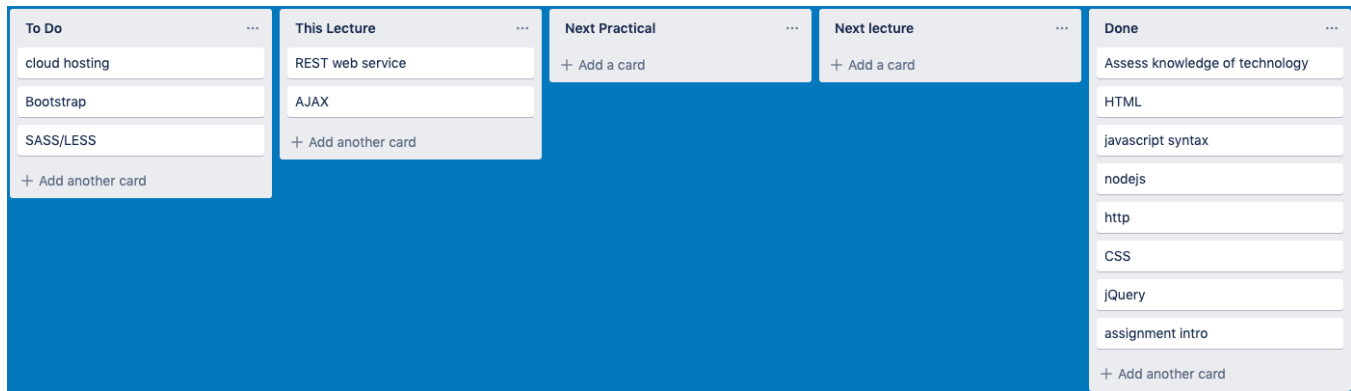 To Do
cloud hosting
Bootstrap
SASS/LESS
+ Add another card
This Lecture
REST web service
AJAX
+ Add another card
Next Practical
+ Add a card
Next lecture
+ Add a card
Done
Assess knowledge of technology
HTML
javascript syntax
nodejs
http
CSS
jQuery
assignment intro
+ Add another card